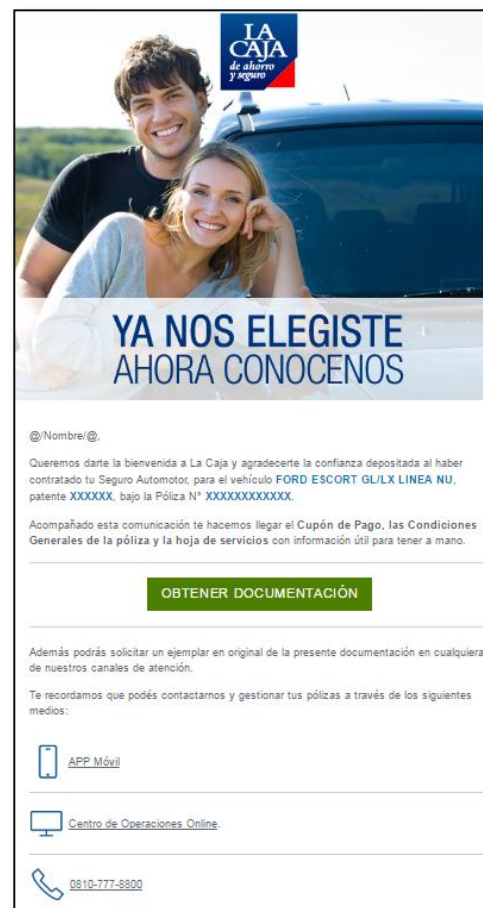 LA
CAJA
de ahorro
y seguro
YA NOS ELEGISTE
AHORA CONOCENOS
@/Nombre/@,
Queremos darte la bienvenida a La Caja y agradecerte la confianza depositada al haber
contratado tu Seguro Automotor, para el vehículo FORD ESCORT GL/LX LINEA NU,
patente XXXXXX, bajo la Póliza N° XXXXXXXXXXXX.
Acompañado esta comunicación te hacemos llegar el Cupón de Pago, las Condiciones
Generales de la póliza y la hoja de servicios con información útil para tener a mano.
OBTENER DOCUMENTACIÓN
Además podrás solicitar un ejemplar en original de la presente documentación en cualquiera
de nuestros canales de atención.
Te recordamos que podés contactarnos y gestionar tus pólizas a través de los siguientes
medios:
APP Móvil
Centro de Operaciones Online.
0810-777-8800